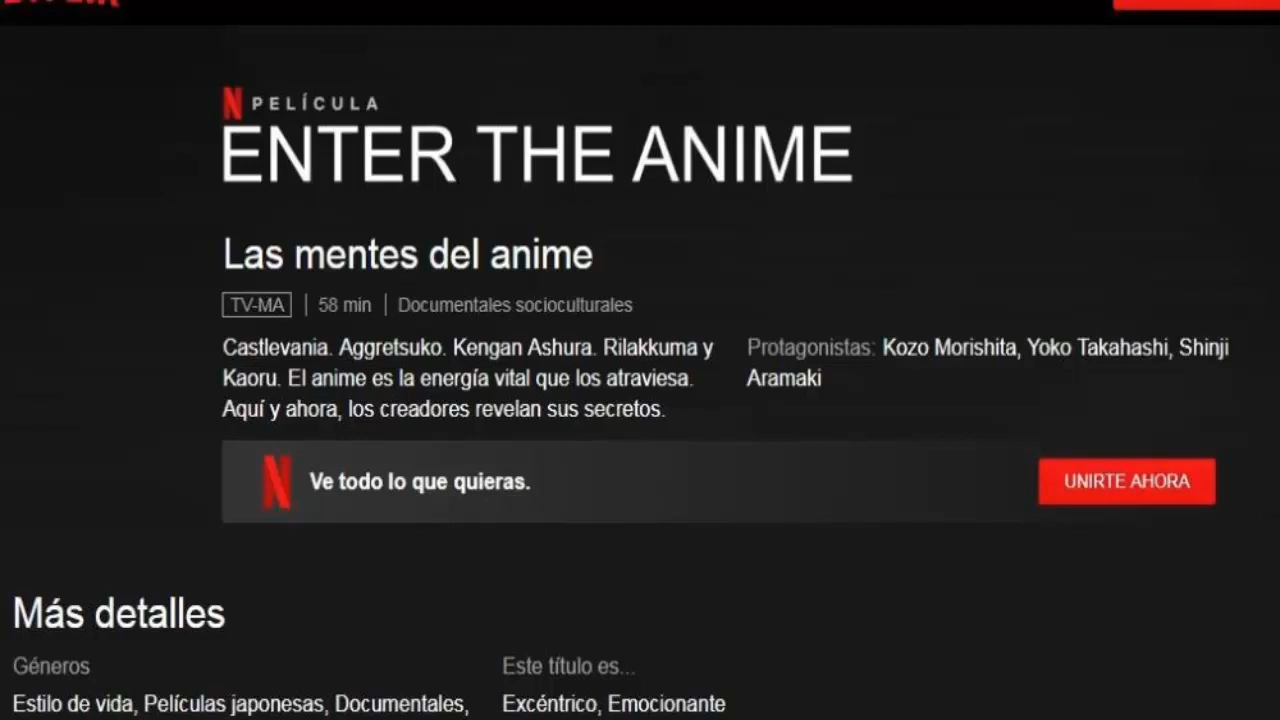 PELÍCULA
ENTER THE ANIME
Las mentes del anime
TV-MA | 58 min | Documentales socioculturales
Castlevania. Aggretsuko. Kengan Ashura. Rilakkuma y
Kaoru. El anime es la energía vital que los atraviesa.
Aquí y ahora, los creadores revelan sus secretos.
Protagonistas: Kozo Morishita, Yoko Takahashi, Shinji
Aramaki
Ve todo lo que quieras.
UNIRTE AHORA
Más detalles
Géneros
Estilo de vida, Películas japonesas, Documentales,
Este título es...
Excéntrico, Emocionante